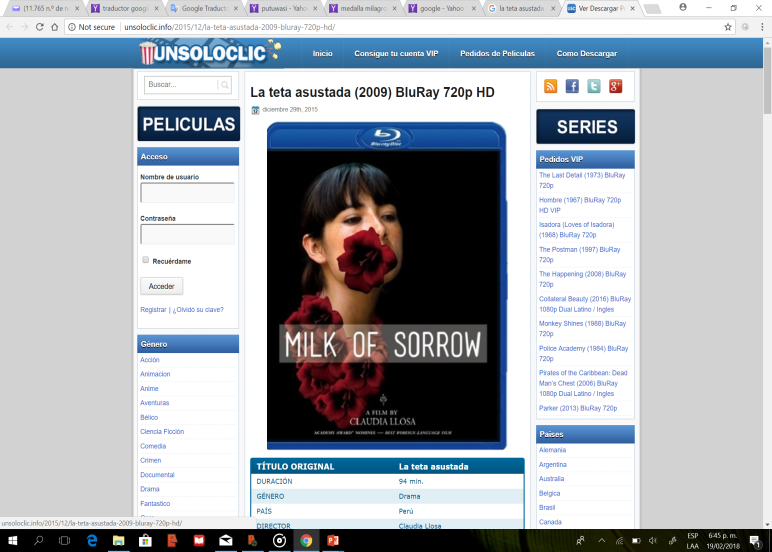 (11.765 n.º de n
traductor googl
Google Traducto
putuwasi - Yahoo
medalla milagro
google - Yahoo
la teta asustada
Ver Descargar P
Not secure | unsoloclic.info/2015/12/la-teta-asustada-2009-bluray-720p-hd/
UNSOLOCLIC
Inicio
Consigue tu cuenta VIP
Pedidos de Peliculas
Como Descargar
Buscar...
PELICULAS
Acceso
Nombre de usuario
Contraseña
Recuérdame
Acceder
Registrar | ¿Olvidó su clave?
Género
Acción
Animacion
Anime
Aventuras
Bélico
Ciencia Ficción
Comedia
Crimen
Documental
Drama
Fantastico
La teta asustada (2009) BluRay 720p HD
diciembre 29th, 2015
Blu-ray Disc
MILK OF SORROW
A FILM BY
CLAUDIA LLOSA
ACADEMY AWARD NOMINEE — BEST FOREIGN LANGUAGE FILM
TÍTULO ORIGINAL La teta asustada
DURACIÓN 94 min.
GÉNERO Drama
PAÍS Perú
DIRECTOR Claudia Llosa
SERIES
Pedidos VIP
The Last Detail (1973) BluRay
720p
Hombre (1967) BluRay 720p
HD VIP
Isadora (Loves of Isadora)
(1968) BluRay 720p
The Postman (1997) BluRay
720p
The Happening (2008) BluRay
720p
Collateral Beauty (2016) BluRay
1080p Dual Latino / Ingles
Monkey Shines (1988) BluRay
720p
Police Academy (1984) BluRay
720p
Pirates of the Caribbean: Dead
Man's Chest (2006) BluRay
1080p Dual Latino / Ingles
Parker (2013) BluRay 720p
Paises
Alemania
Argentina
Australia
Belgica
Brasil
Canada
unsoloclic.info/2015/12/la-teta-asustada-2009-bluray-720p-hd/
ESP
LAA
6:45 p. m.
19/02/2018